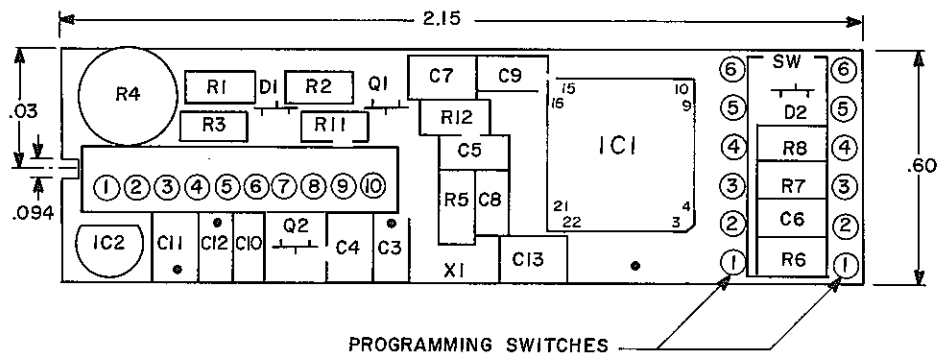 2.15
.03
.094
.60
R4
R1
D1
R2
Q1
C7
C9
R3
R11
R12
C5
R5
C8
1 2 3 4 5 6 7 8 9 10
IC2
C11
C12
C10
Q2
C4
C3
X1
C13
15
10
16
9
IC1
21
4
22
3
6
5
4
3
2
1
SW
D2
R8
R7
C6
R6
6
5
4
3
2
1
PROGRAMMING SWITCHES